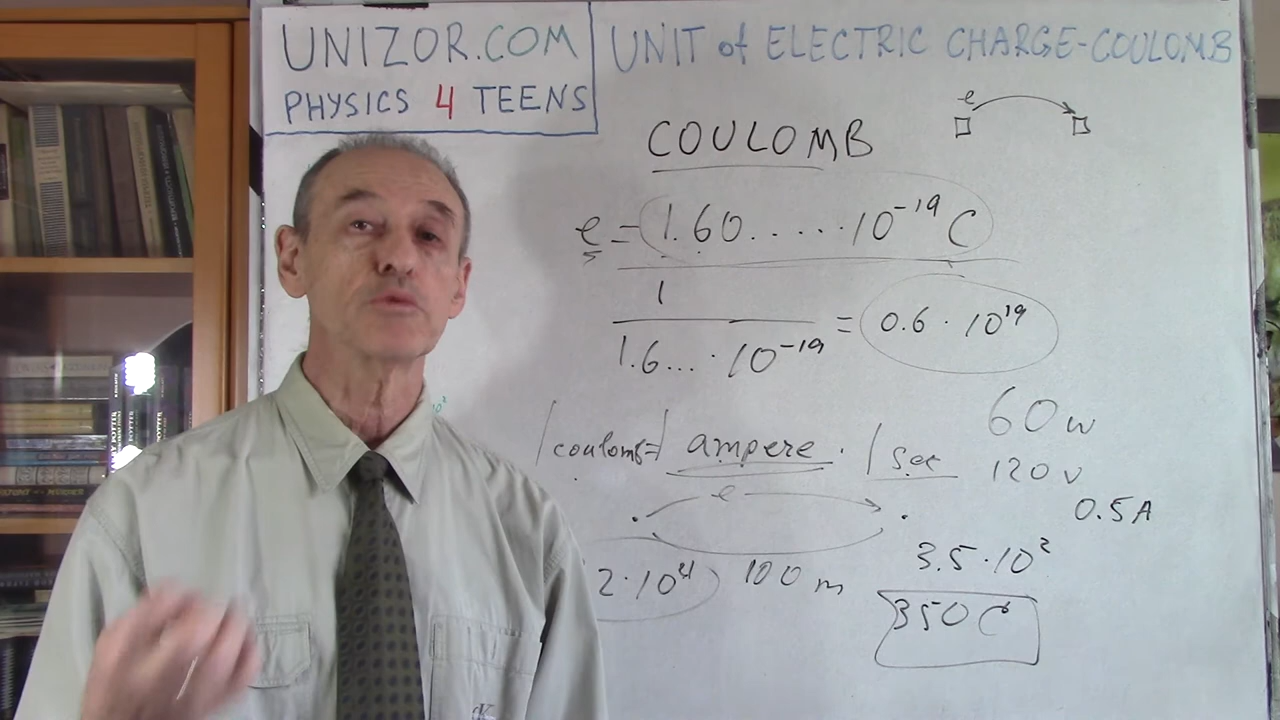 UNIZOR.COM
PHYSICS 4 TEENS
UNIT of ELECTRIC CHARGE-COULOMB
e
COULOMB
e = 1.60.....10⁻¹⁹ C
1
1.6...·10⁻¹⁹ = 0.6·10¹⁹
1 coulomb = 1 ampere · 1 sec
60 w
120 v
0.5 A
e
2·10⁴ 100 m
3.5·10²
350 C